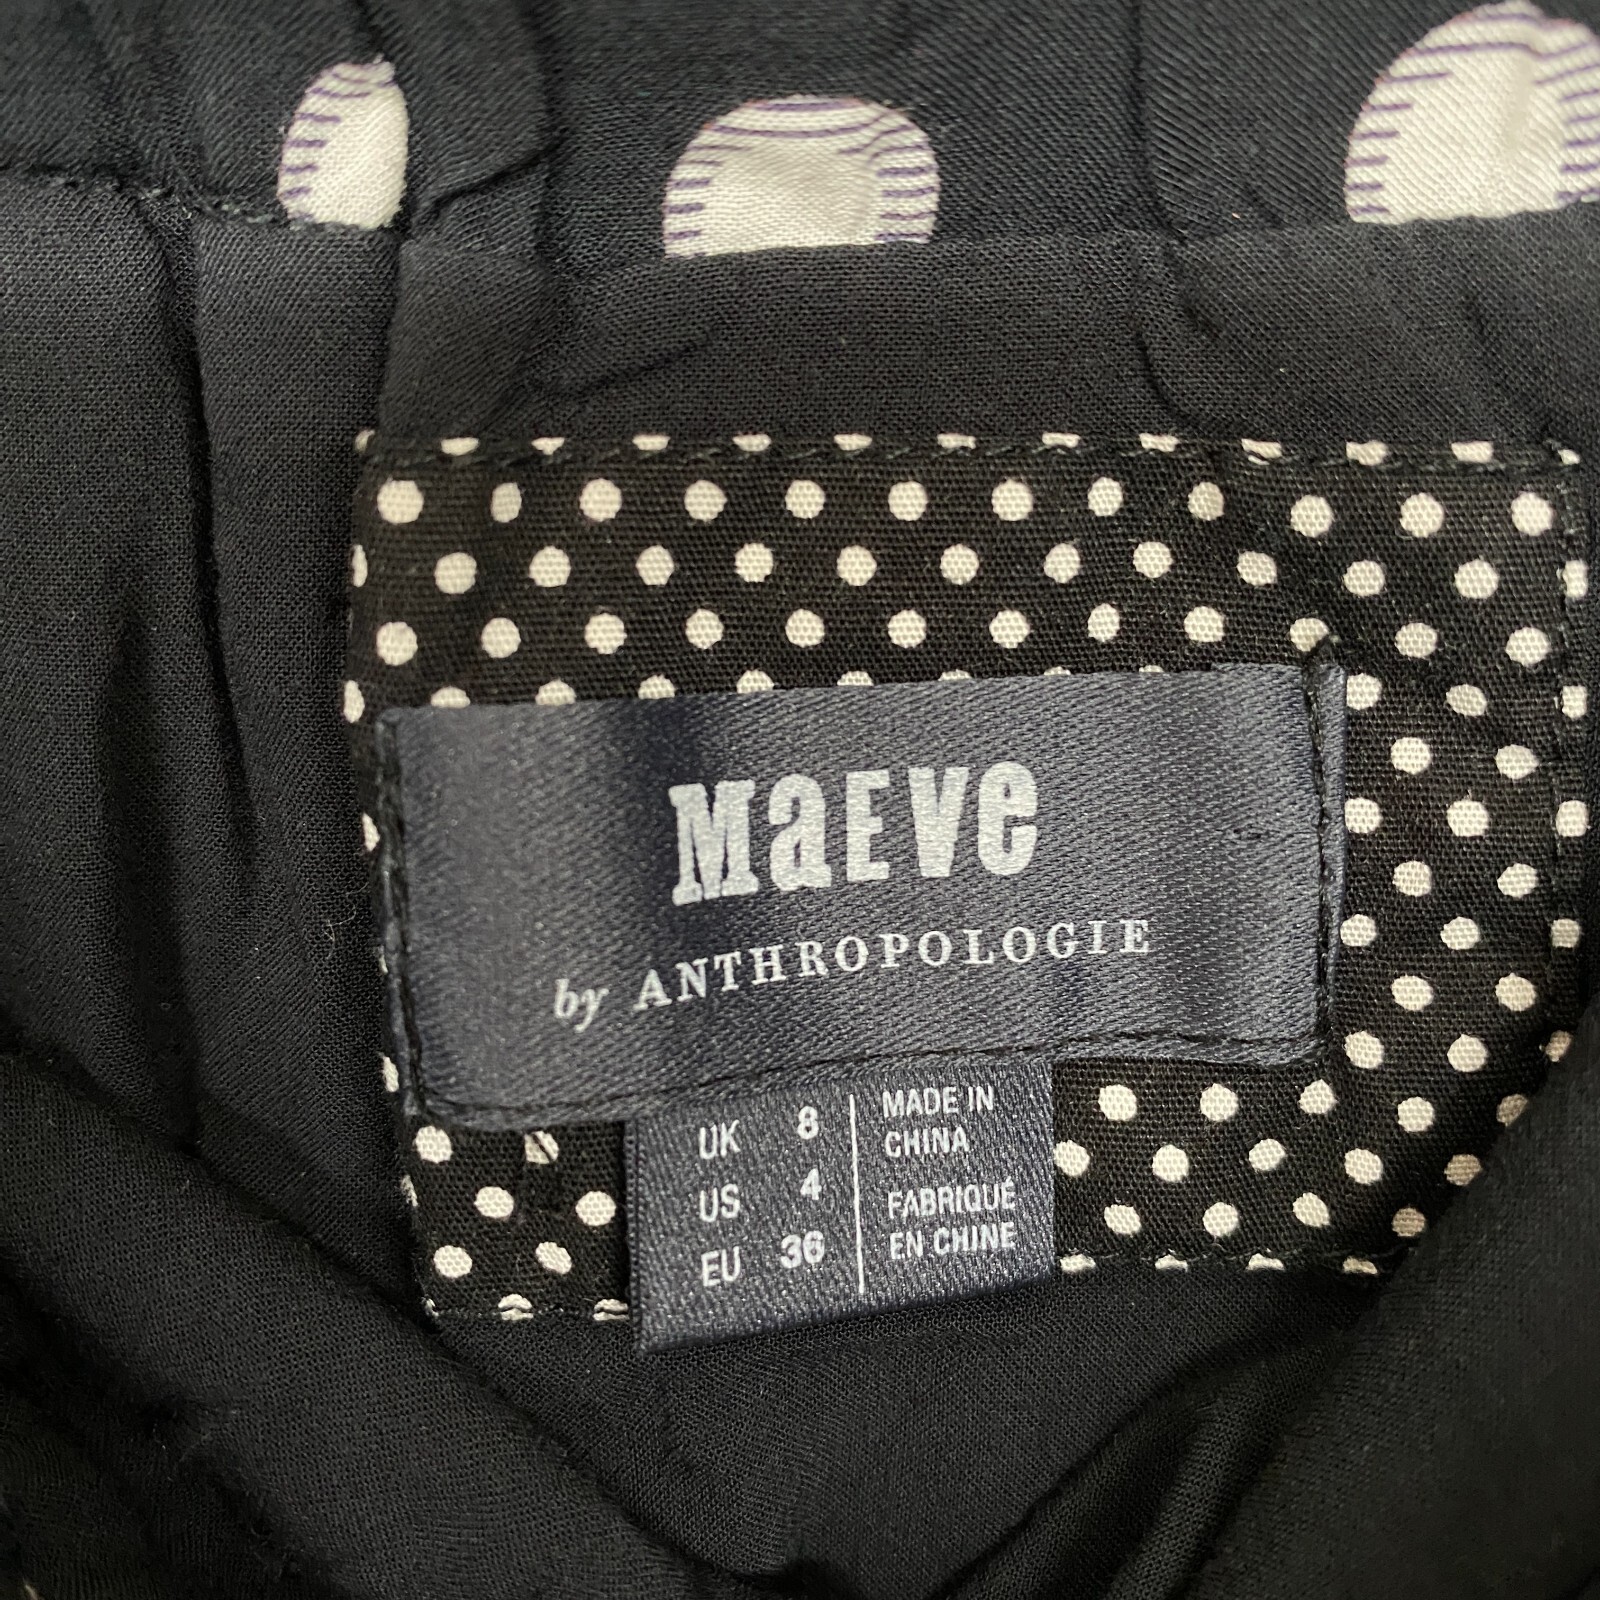 MaEVe
by ANTHROPOLOGIE
UK 8
US 4
EU 36
MADE IN
CHINA
FABRIQUÉ
EN CHINE